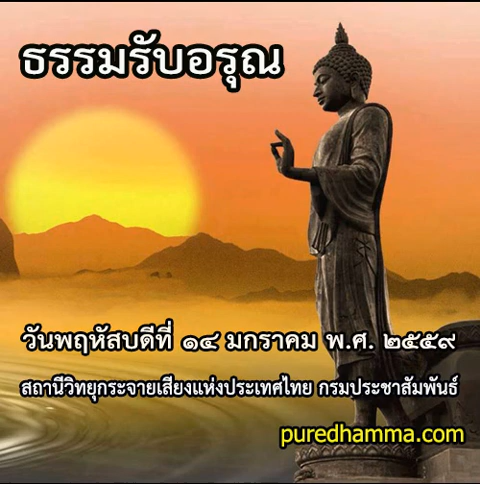 ธรรมรับอรุณ
วันพฤหัสบดีที่ ๑๔ มกราคม พ.ศ. ๒๕๕๙
สถานีวิทยุกระจายเสียงแห่งประเทศไทย กรมประชาสัมพันธ์
puredhamma.com